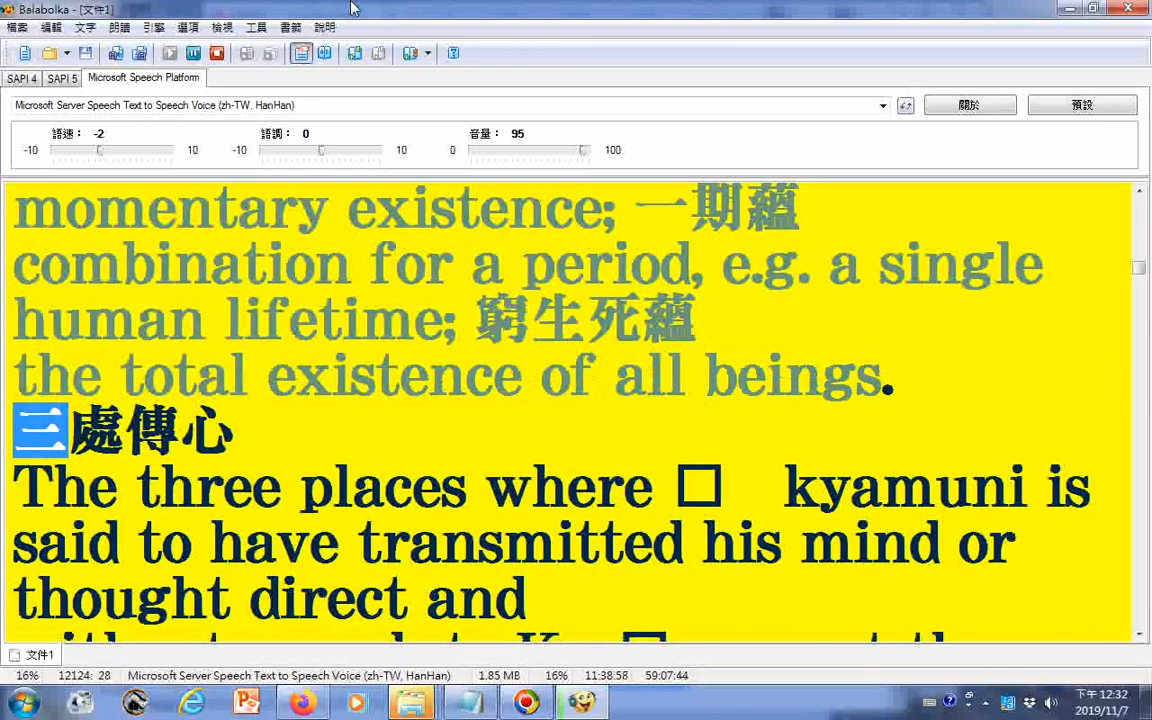 Balabolka - [文件1]
檔案 編輯 文字 朗讀 引擎 選項 檢視 工具 書籤 說明
SAPI 4 SAPI 5 Microsoft Speech Platform
Microsoft Server Speech Text to Speech Voice (zh-TW, HanHan) 關於 預設
語速： -2 語調： 0 音量： 95
-10 10 -10 10 0 100
momentary existence; 一期蘊
combination for a period, e.g. a single
human lifetime; 窮生死蘊
the total existence of all beings.
三處傳心
The three places where □ kyamuni is
said to have transmitted his mind or
thought direct and
文件1
16% 12124: 28 Microsoft Server Speech Text to Speech Voice (zh-TW, HanHan) 1.85 MB 16% 11:38:58 59:07:44
下午 12:32
2019/11/7